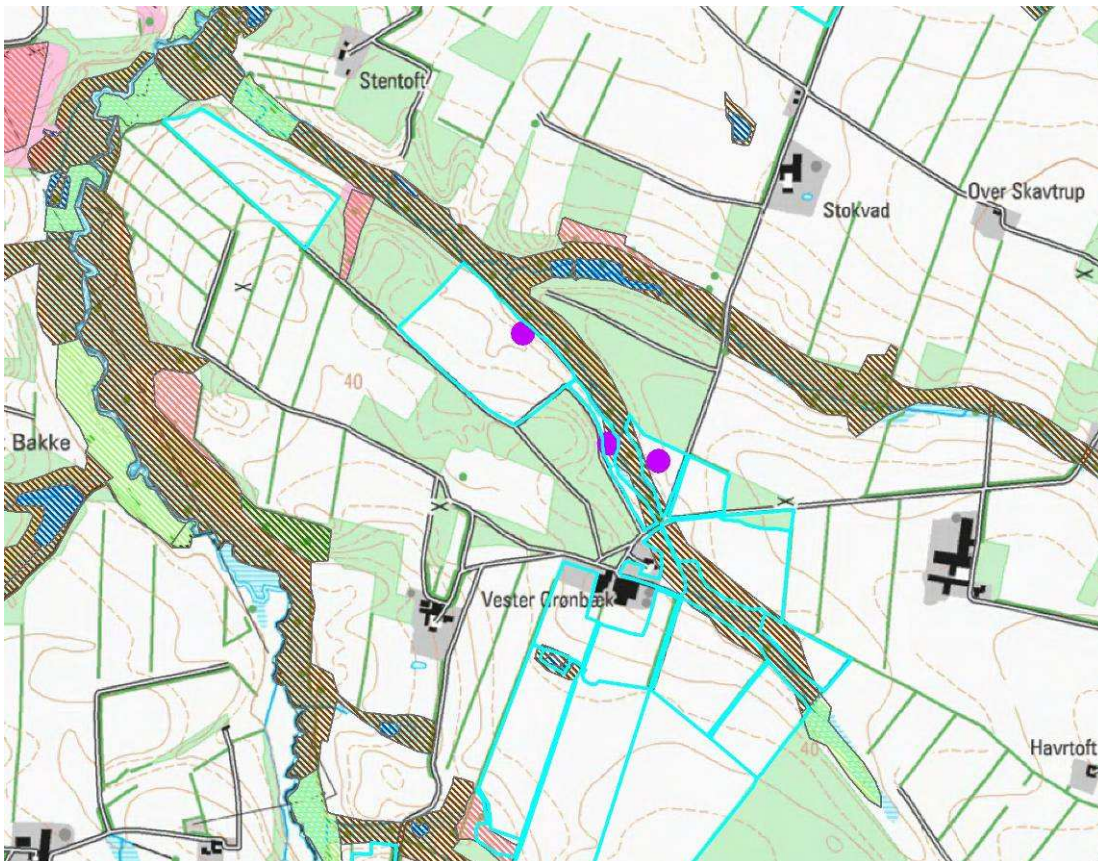 Stentoft
Over Skavtrup
Stokvad
40
: Bakke
Vester Grønbæk
40
Havrtoft